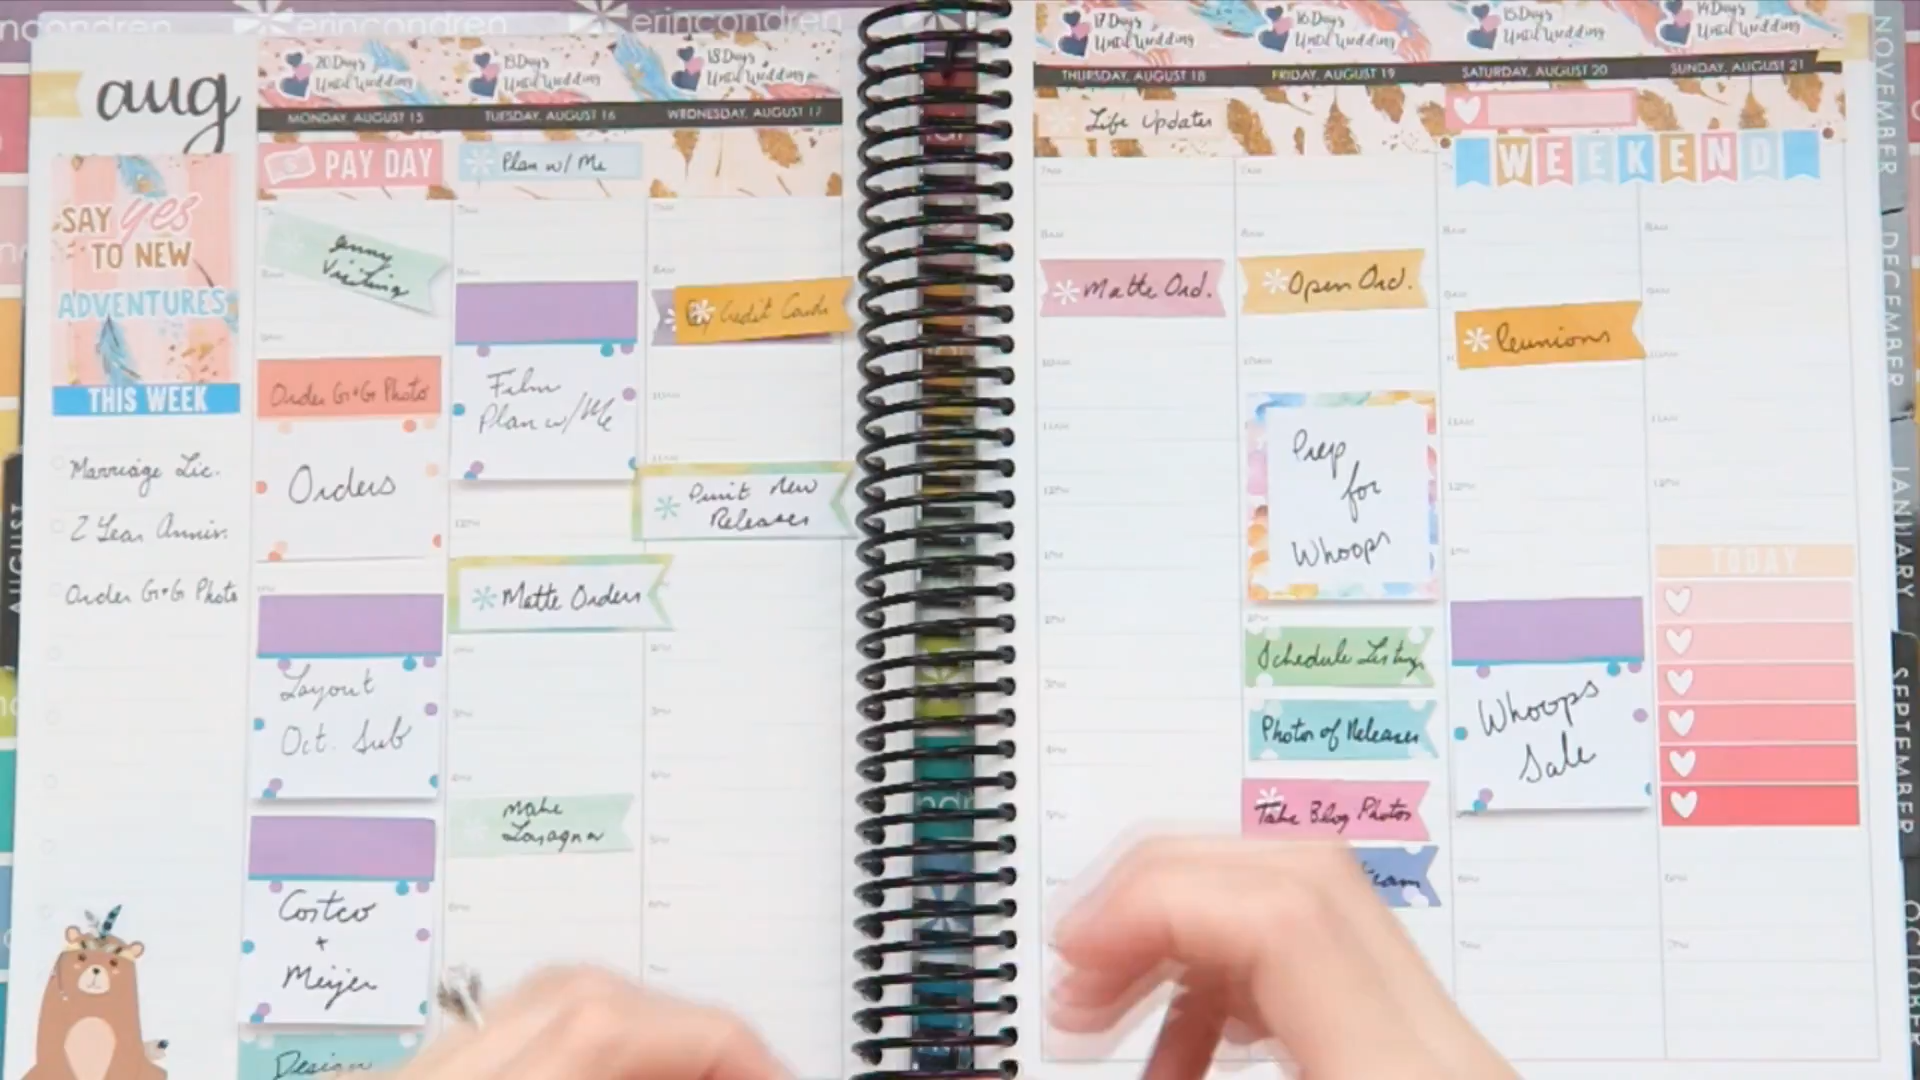 erincondren
erincondren
aug
20 Days
Until Wedding
19 Days
Until Wedding
18 Days
Until Wedding
MONDAY, AUGUST 15
TUESDAY, AUGUST 16
WEDNESDAY, AUGUST 17
PAY DAY
Plan w/ Me
SAY yes
TO NEW
ADVENTURES
THIS WEEK
Marriage Lic.
2 Year Anniv.
Order G+G Photo
Jenny
Visiting
Order G+G Photo
Orders
Layout
Oct. Sub
Costco
+
Meijer
Design
Film
Plan w/ Me
Matte Orders
Make
Lasagna
Credit Cards
Print New
Releases
17 Days
Until Wedding
16 Days
Until Wedding
15 Days
Until Wedding
14 Days
Until Wedding
THURSDAY, AUGUST 18
FRIDAY, AUGUST 19
SATURDAY, AUGUST 20
SUNDAY, AUGUST 21
Life Updates
WEEKEND
Matte Ord.
Open Ord.
Prep
for
Whoops
Schedule Listing
Photos of Releases
Take Blog Photos
Reunions
Whoops
Sale
TODAY
AUGUST
NOVEMBER
DECEMBER
JANUARY
SEPTEMBER
OCTOBER